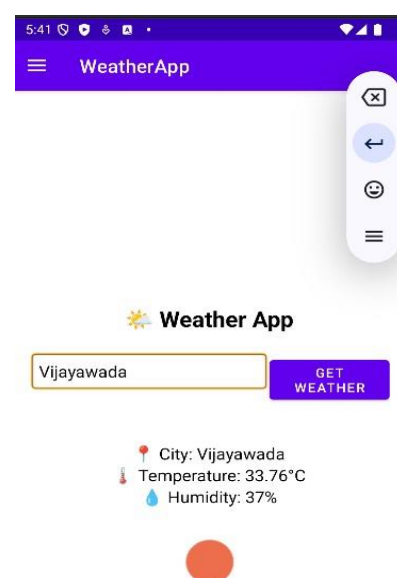 5:41
WeatherApp
🌤️ Weather App
Vijayawada
GET
WEATHER
📍 City: Vijayawada
🌡️ Temperature: 33.76°C
💧 Humidity: 37%